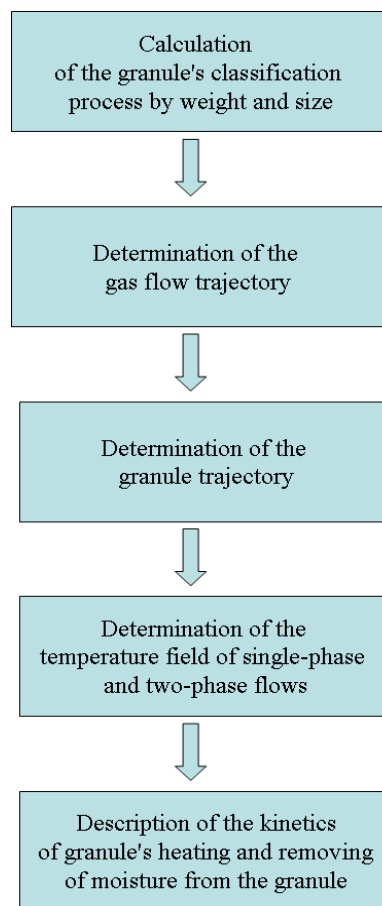 Calculation
of the granule's classification
process by weight and size
Determination of the
gas flow trajectory
Determination of the
granule trajectory
Determination of the
temperature field of single-phase
and two-phase flows
Description of the kinetics
of granule's heating and removing
of moisture from the granule